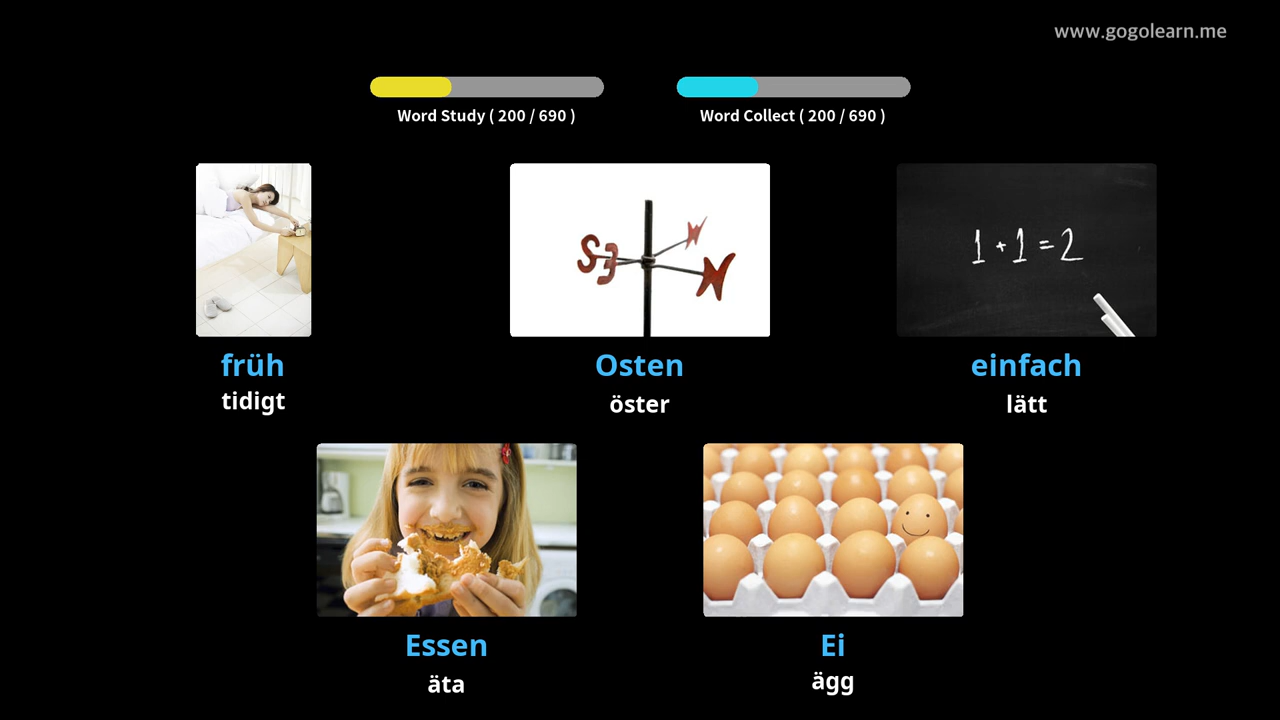 www.gogolearn.me
Word Study ( 200 / 690 )
Word Collect ( 200 / 690 )
S E N N
1 + 1 = 2
früh
tidigt
Osten
öster
einfach
lätt
Essen
äta
Ei
ägg